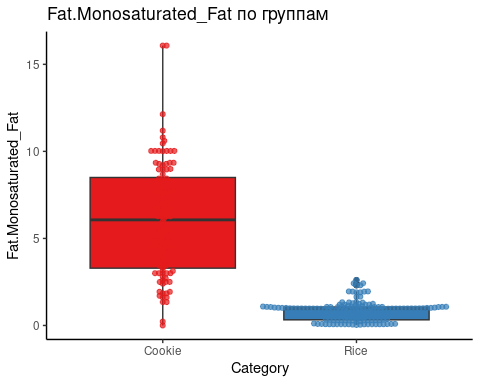 Fat.Monosaturated_Fat по группам
Fat.Monosaturated_Fat
15
10
5
0
Cookie
Rice
Category